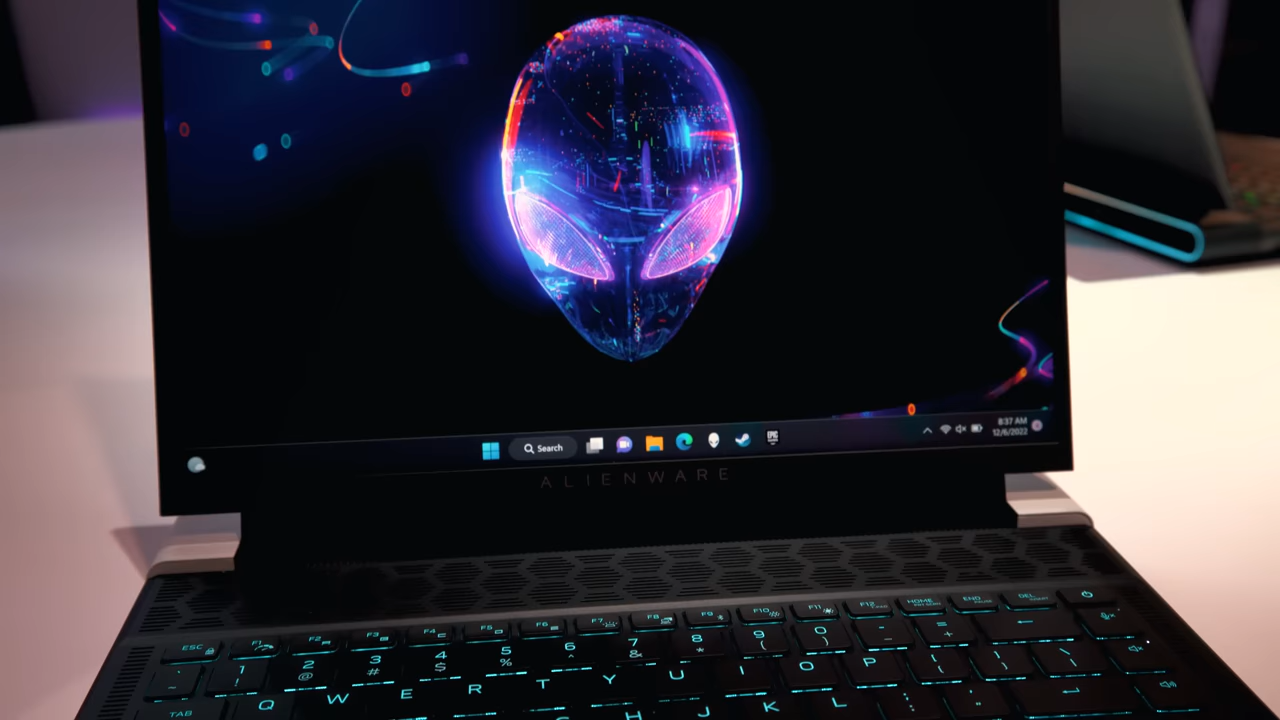 Search
EPIC
8:37 AM
12/6/2022
ALIENWARE
ESC F1 F2 F3 F4 F5 F6 F7 F8 F9 F10 F11 F12 HOME END DEL
~ ! 2 @ 3 # 4 $ 5 % 6 ^ 7 & 8 * 9 ( 0 ) - = +
TAB Q W E R T Y U I O P { [ } ] | \
H J K L : ;